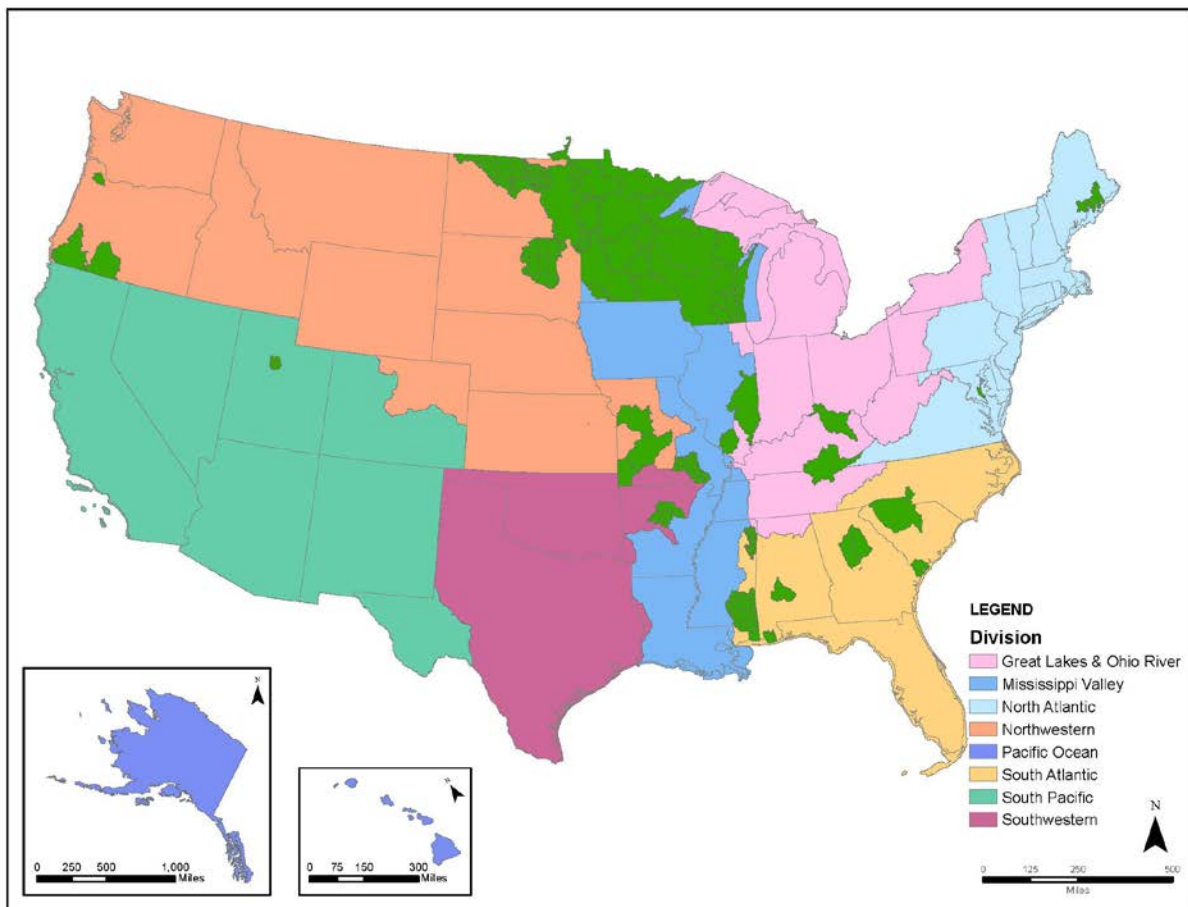 LEGEND
Division
Great Lakes & Ohio River
Mississippi Valley
North Atlantic
Northwestern
Pacific Ocean
South Atlantic
South Pacific
Southwestern
N
0 250 500 1,000
Miles
N
0 75 150 300
Miles
N
0 125 250 500
Miles